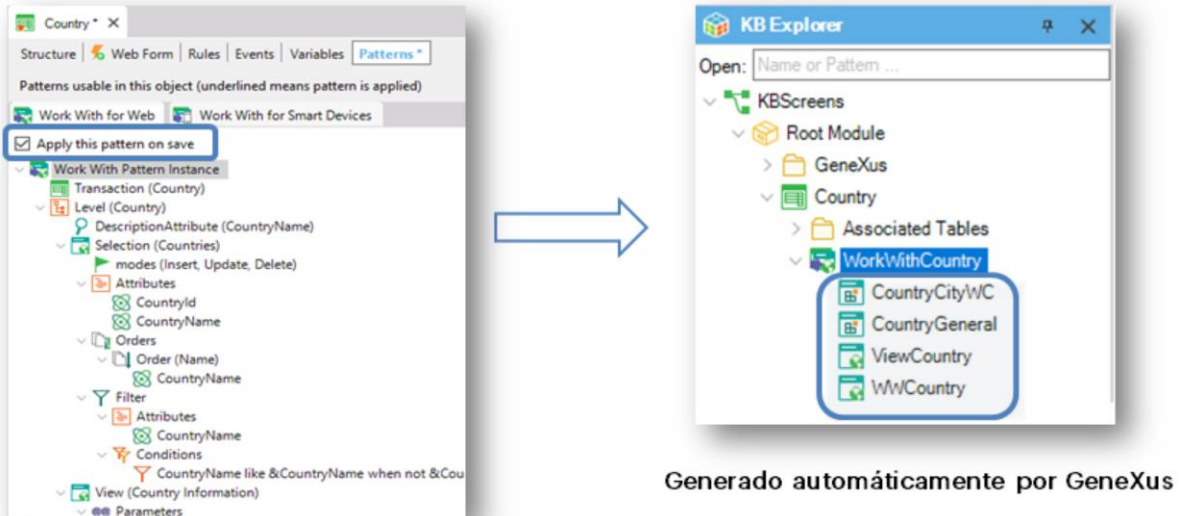 Country * X
Structure | Web Form | Rules | Events | Variables | Patterns *
Patterns usable in this object (underlined means pattern is applied)
Work With for Web Work With for Smart Devices
Apply this pattern on save
Work With Pattern Instance
Transaction (Country)
Level (Country)
DescriptionAttribute (CountryName)
Selection (Countries)
modes (Insert, Update, Delete)
Attributes
CountryId
CountryName
Orders
Order (Name)
CountryName
Filter
Attributes
CountryName
Conditions
CountryName like &CountryName when not &Cou
View (Country Information)
Parameters
KB Explorer
Open: Name or Pattern ...
KBScreens
Root Module
GeneXus
Country
Associated Tables
WorkWithCountry
CountryCityWC
CountryGeneral
ViewCountry
WWCountry
Generado automáticamente por GeneXus